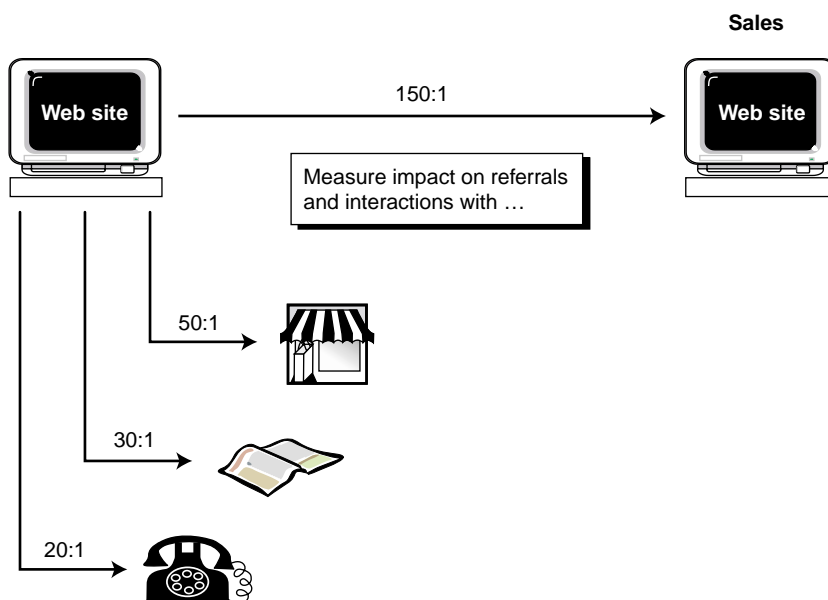 Sales
Web site
150:1
Web site
Measure impact on referrals
and interactions with …
50:1
30:1
20:1